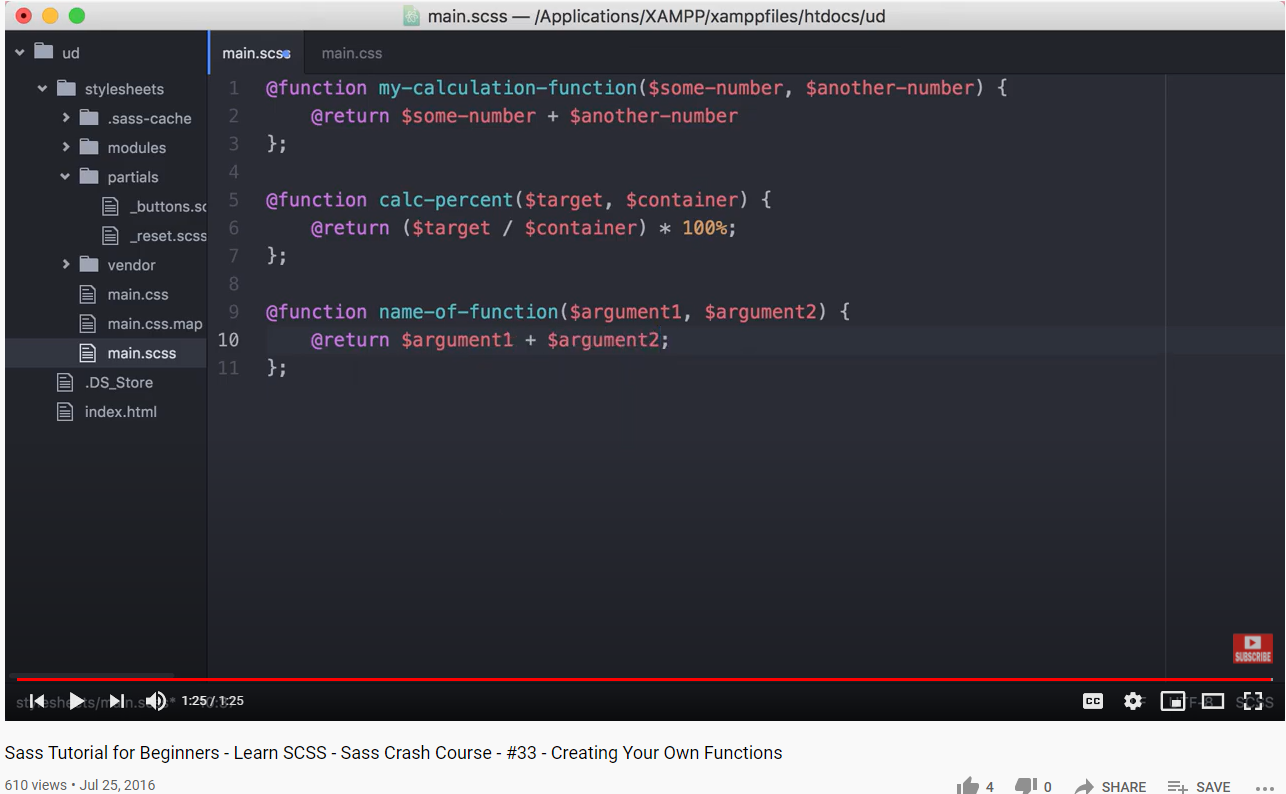 main.scss — /Applications/XAMPP/xamppfiles/htdocs/ud
ud
stylesheets
.sass-cache
modules
partials
_buttons.sc
_reset.scss
vendor
main.css
main.css.map
main.scss
.DS_Store
index.html
main.scss main.css
1 @function my-calculation-function($some-number, $another-number) {
2 @return $some-number + $another-number
3 };
4
5 @function calc-percent($target, $container) {
6 @return ($target / $container) * 100%;
7 };
8
9 @function name-of-function($argument1, $argument2) {
10 @return $argument1 + $argument2;
11 };
SUBSCRIBE
1:25 / 1:25
CC
UTF-8 SCSS
Sass Tutorial for Beginners - Learn SCSS - Sass Crash Course - #33 - Creating Your Own Functions
610 views • Jul 25, 2016
4 0 SHARE SAVE